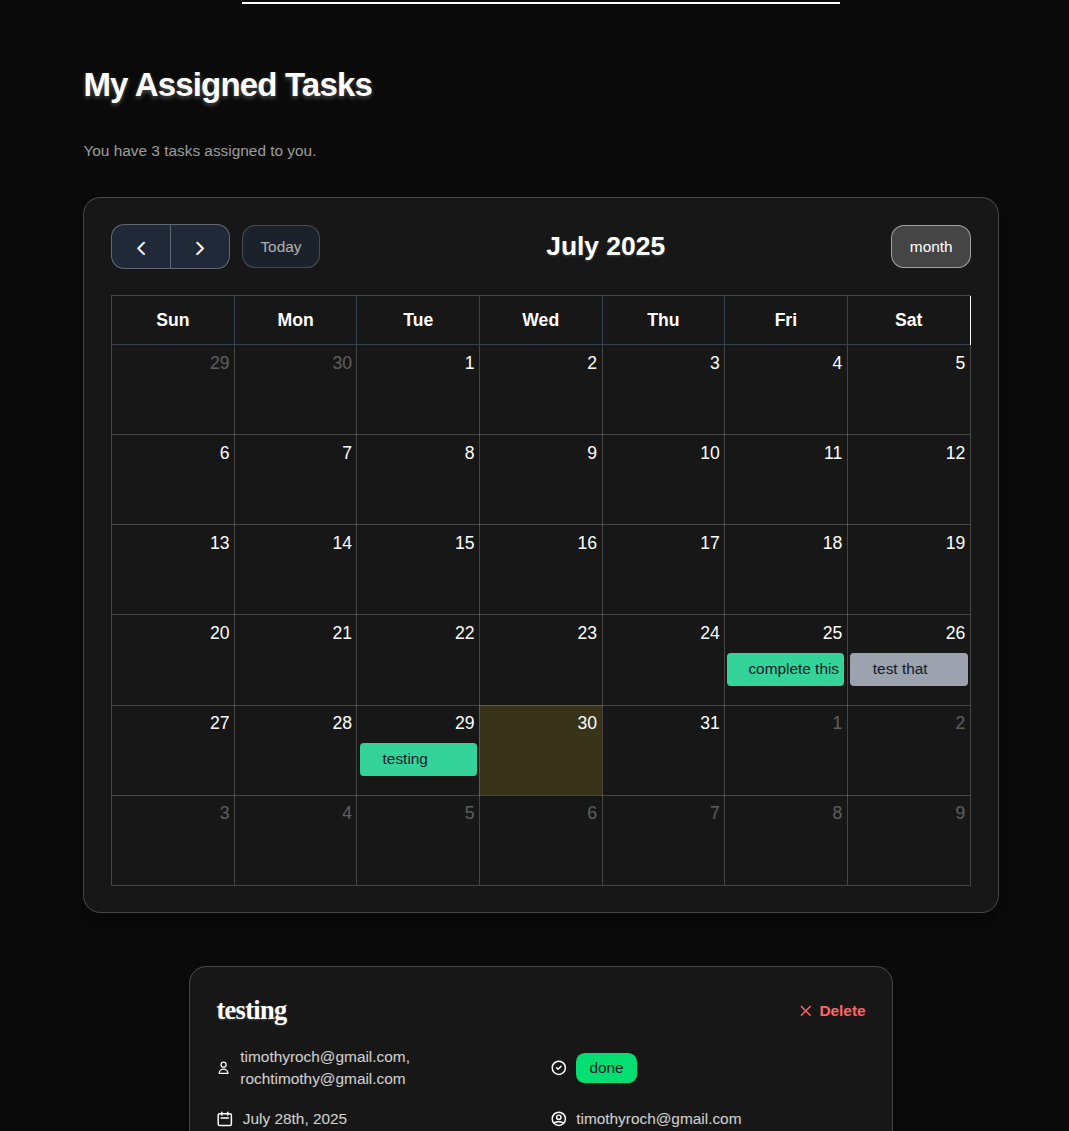 My Assigned Tasks
You have 3 tasks assigned to you.
Today
July 2025
month
Sun Mon Tue Wed Thu Fri Sat
29 30 1 2 3 4 5
6 7 8 9 10 11 12
13 14 15 16 17 18 19
20 21 22 23 24 25 26
complete this test that
27 28 29 30 31 1 2
testing
3 4 5 6 7 8 9
testing
Delete
timothyroch@gmail.com,
rochtimothy@gmail.com
done
July 28th, 2025
timothyroch@gmail.com